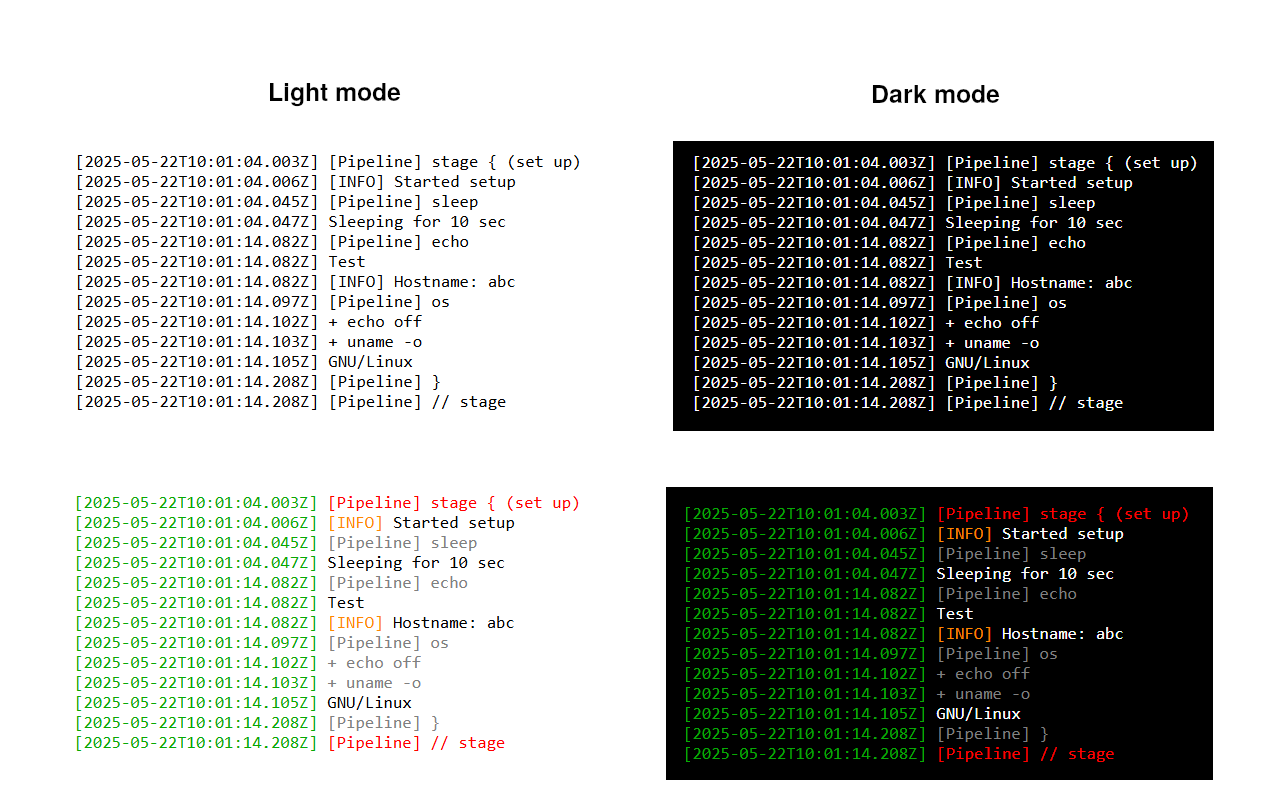 Light mode
[2025-05-22T10:01:04.003Z] [Pipeline] stage { (set up)
[2025-05-22T10:01:04.006Z] [INFO] Started setup
[2025-05-22T10:01:04.045Z] [Pipeline] sleep
[2025-05-22T10:01:04.047Z] Sleeping for 10 sec
[2025-05-22T10:01:14.082Z] [Pipeline] echo
[2025-05-22T10:01:14.082Z] Test
[2025-05-22T10:01:14.082Z] [INFO] Hostname: abc
[2025-05-22T10:01:14.097Z] [Pipeline] os
[2025-05-22T10:01:14.102Z] + echo off
[2025-05-22T10:01:14.103Z] + uname -o
[2025-05-22T10:01:14.105Z] GNU/Linux
[2025-05-22T10:01:14.208Z] [Pipeline] }
[2025-05-22T10:01:14.208Z] [Pipeline] // stage
Dark mode
[2025-05-22T10:01:04.003Z] [Pipeline] stage { (set up)
[2025-05-22T10:01:04.006Z] [INFO] Started setup
[2025-05-22T10:01:04.045Z] [Pipeline] sleep
[2025-05-22T10:01:04.047Z] Sleeping for 10 sec
[2025-05-22T10:01:14.082Z] [Pipeline] echo
[2025-05-22T10:01:14.082Z] Test
[2025-05-22T10:01:14.082Z] [INFO] Hostname: abc
[2025-05-22T10:01:14.097Z] [Pipeline] os
[2025-05-22T10:01:14.102Z] + echo off
[2025-05-22T10:01:14.103Z] + uname -o
[2025-05-22T10:01:14.105Z] GNU/Linux
[2025-05-22T10:01:14.208Z] [Pipeline] }
[2025-05-22T10:01:14.208Z] [Pipeline] // stage
[2025-05-22T10:01:04.003Z] [Pipeline] stage { (set up)
[2025-05-22T10:01:04.006Z] [INFO] Started setup
[2025-05-22T10:01:04.045Z] [Pipeline] sleep
[2025-05-22T10:01:04.047Z] Sleeping for 10 sec
[2025-05-22T10:01:14.082Z] [Pipeline] echo
[2025-05-22T10:01:14.082Z] Test
[2025-05-22T10:01:14.082Z] [INFO] Hostname: abc
[2025-05-22T10:01:14.097Z] [Pipeline] os
[2025-05-22T10:01:14.102Z] + echo off
[2025-05-22T10:01:14.103Z] + uname -o
[2025-05-22T10:01:14.105Z] GNU/Linux
[2025-05-22T10:01:14.208Z] [Pipeline] }
[2025-05-22T10:01:14.208Z] [Pipeline] // stage
[2025-05-22T10:01:04.003Z] [Pipeline] stage { (set up)
[2025-05-22T10:01:04.006Z] [INFO] Started setup
[2025-05-22T10:01:04.045Z] [Pipeline] sleep
[2025-05-22T10:01:04.047Z] Sleeping for 10 sec
[2025-05-22T10:01:14.082Z] [Pipeline] echo
[2025-05-22T10:01:14.082Z] Test
[2025-05-22T10:01:14.082Z] [INFO] Hostname: abc
[2025-05-22T10:01:14.097Z] [Pipeline] os
[2025-05-22T10:01:14.102Z] + echo off
[2025-05-22T10:01:14.103Z] + uname -o
[2025-05-22T10:01:14.105Z] GNU/Linux
[2025-05-22T10:01:14.208Z] [Pipeline] }
[2025-05-22T10:01:14.208Z] [Pipeline] // stage